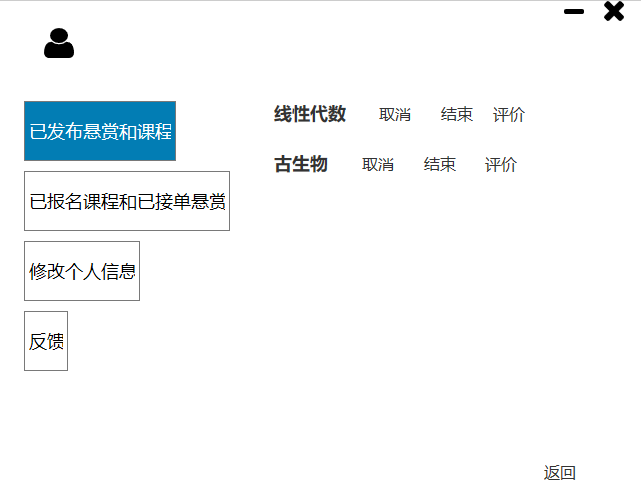 已发布悬赏和课程
已报名课程和已接单悬赏
修改个人信息
反馈
线性代数 取消 结束 评价
古生物 取消 结束 评价
返回